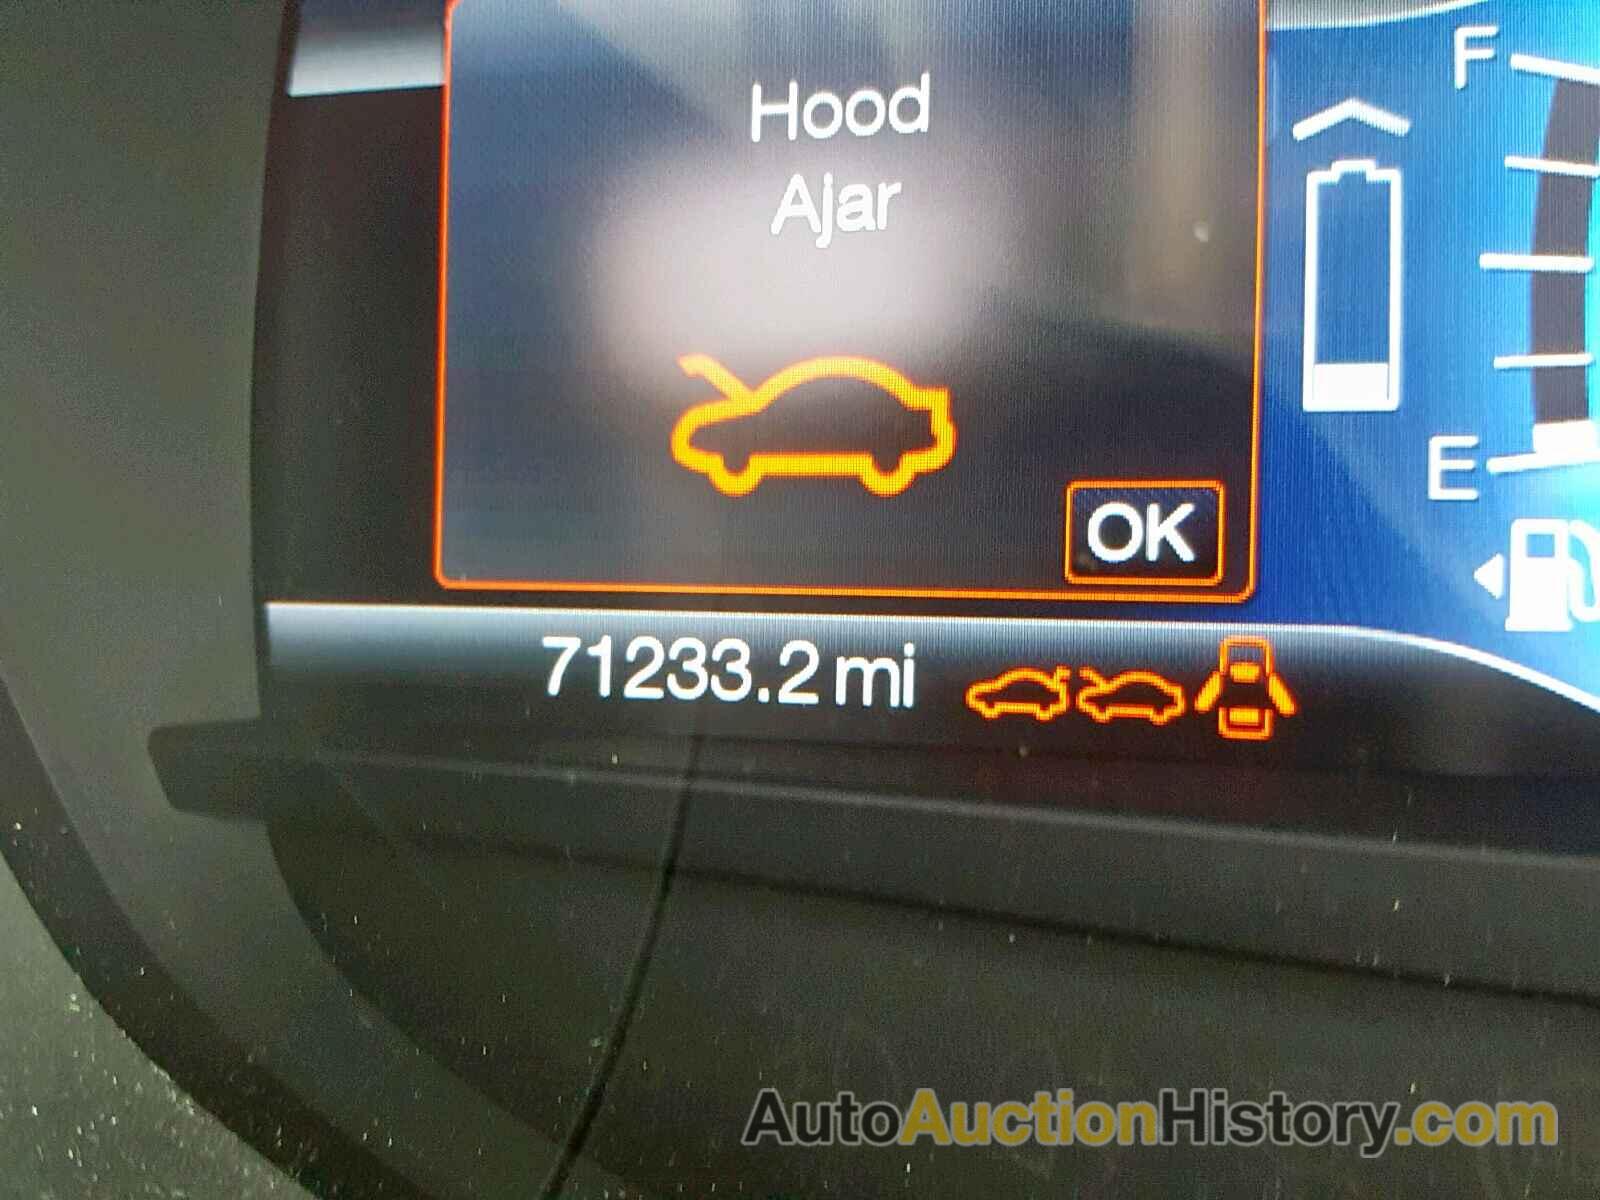 Hood
Ajar
OK
F
E
71233.2 mi
AutoAuctionHistory.com